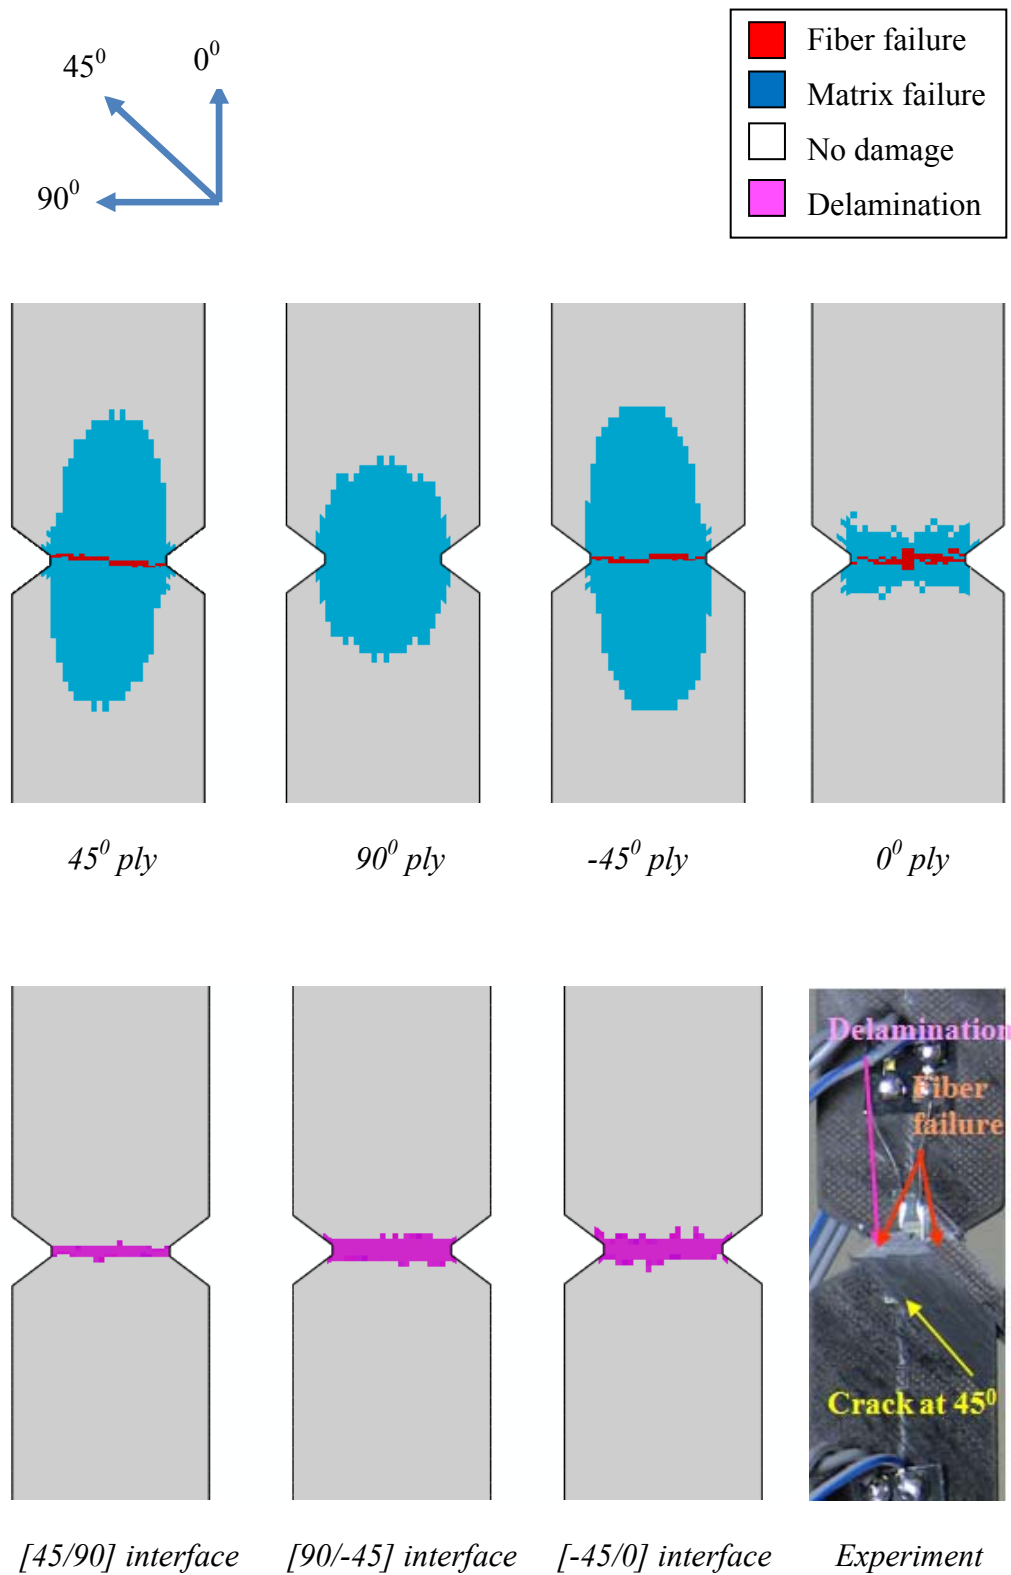 45⁰
0⁰
90⁰
Fiber failure
Matrix failure
No damage
Delamination
45⁰ ply
90⁰ ply
-45⁰ ply
0⁰ ply
Delamination
Fiber
failure
Crack at 45⁰
[45/90] interface
[90/-45] interface
[-45/0] interface
Experiment